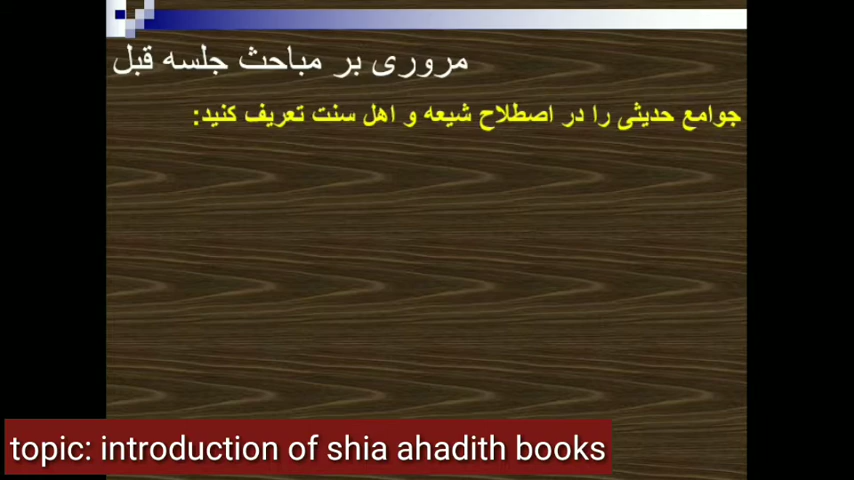 مروری بر مباحث جلسه قبل
جوامع حدیثی را در اصطلاح شیعه و اهل سنت تعریف کنید:
topic: introduction of shia ahadith books